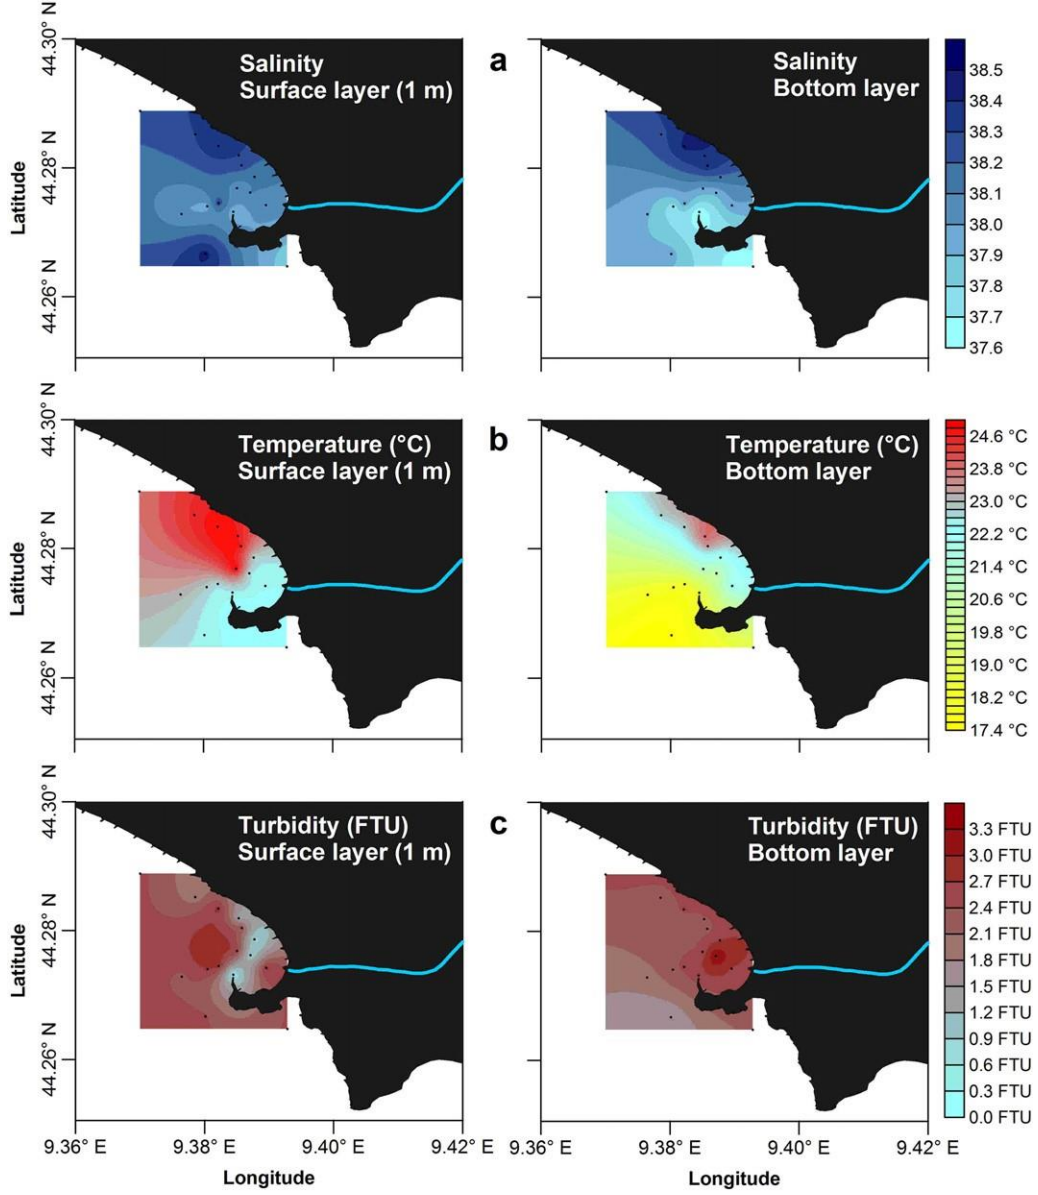 44.30° N
Salinity
Surface layer (1 m)
a
Salinity
Bottom layer
38.5
38.4
38.3
38.2
38.1
38.0
37.9
37.8
37.7
37.6
44.28° N
Latitude
44.26° N
44.30° N
Temperature (°C)
Surface layer (1 m)
b
Temperature (°C)
Bottom layer
24.6 °C
23.8 °C
23.0 °C
22.2 °C
21.4 °C
20.6 °C
19.8 °C
19.0 °C
18.2 °C
17.4 °C
44.28° N
Latitude
44.26° N
44.30° N
Turbidity (FTU)
Surface layer (1 m)
c
Turbidity (FTU)
Bottom layer
3.3 FTU
3.0 FTU
2.7 FTU
2.4 FTU
2.1 FTU
1.8 FTU
1.5 FTU
1.2 FTU
0.9 FTU
0.6 FTU
0.3 FTU
0.0 FTU
44.28° N
Latitude
44.26° N
9.36° E
9.38° E
9.40° E
9.42° E
9.38° E
9.40° E
9.42° E
Longitude
Longitude